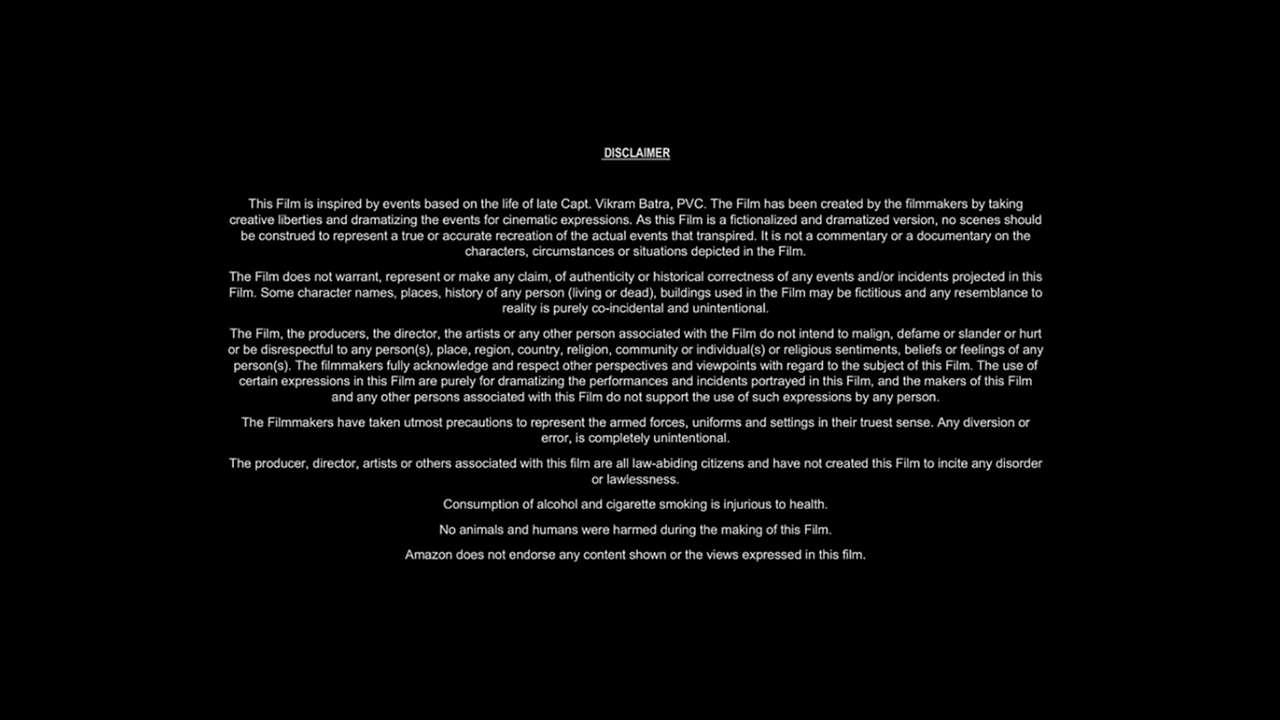 DISCLAIMER
This Film is inspired by events based on the life of late Capt. Vikram Batra, PVC. The Film has been created by the filmmakers by taking
creative liberties and dramatizing the events for cinematic expressions. As this Film is a fictionalized and dramatized version, no scenes should
be construed to represent a true or accurate recreation of the actual events that transpired. It is not a commentary or a documentary on the
characters, circumstances or situations depicted in the Film.
The Film does not warrant, represent or make any claim, of authenticity or historical correctness of any events and/or incidents projected in this
Film. Some character names, places, history of any person (living or dead), buildings used in the Film may be fictitious and any resemblance to
reality is purely co-incidental and unintentional.
The Film, the producers, the director, the artists or any other person associated with the Film do not intend to malign, defame or slander or hurt
or be disrespectful to any person(s), place, region, country, religion, community or individual(s) or religious sentiments, beliefs or feelings of any
person(s). The filmmakers fully acknowledge and respect other perspectives and viewpoints with regard to the subject of this Film. The use of
certain expressions in this Film are purely for dramatizing the performances and incidents portrayed in this Film, and the makers of this Film
and any other persons associated with this Film do not support the use of such expressions by any person.
The Filmmakers have taken utmost precautions to represent the armed forces, uniforms and settings in their truest sense. Any diversion or
error, is completely unintentional.
The producer, director, artists or others associated with this film are all law-abiding citizens and have not created this Film to incite any disorder
or lawlessness.
Consumption of alcohol and cigarette smoking is injurious to health.
No animals and humans were harmed during the making of this Film.
Amazon does not endorse any content shown or the views expressed in this film.